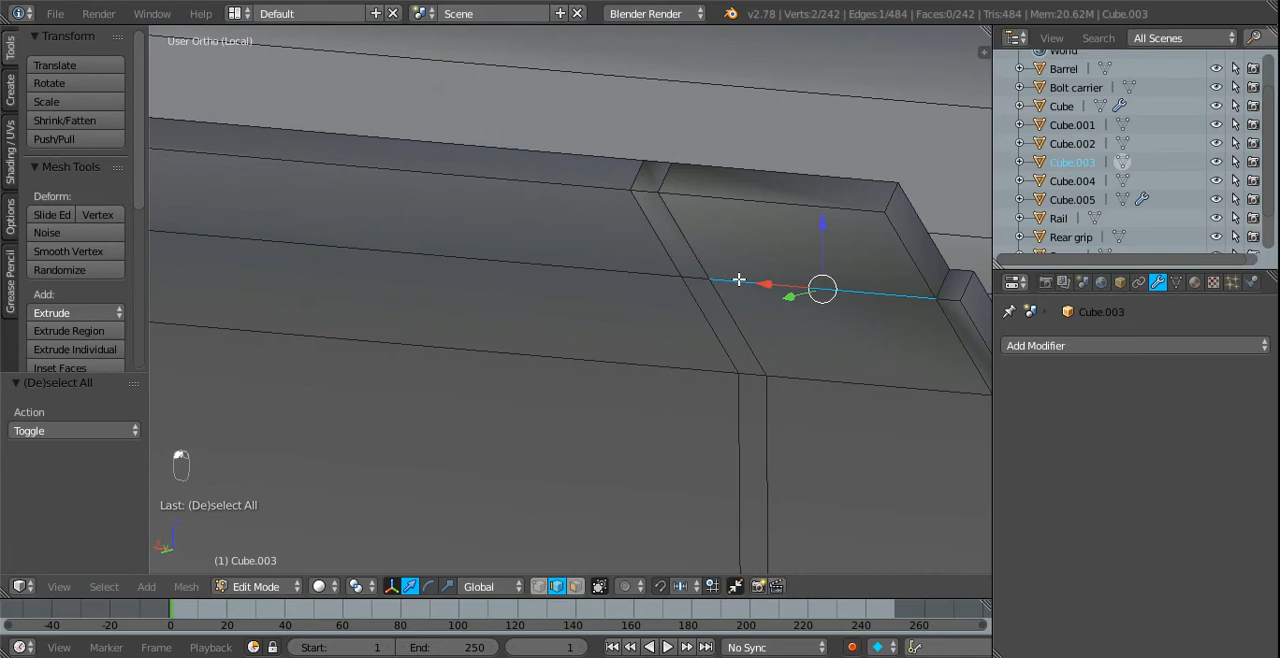 File Render Window Help Default Scene Blender Render v2.78 | Verts:2/242 | Edges:1/484 | Faces:0/242 | Tris:484 | Mem:20.62M | Cube.003
Tools
Create
Shading / UVs
Options
Grease Pencil
Transform
Translate
Rotate
Scale
Shrink/Fatten
Push/Pull
Mesh Tools
Deform:
Slide Ed Vertex
Noise
Smooth Vertex
Randomize
Add:
Extrude
Extrude Region
Extrude Individual
Inset Faces
(De)select All
Action
Toggle
User Ortho (Local)
Last: (De)select All
(1) Cube.003
View Search All Scenes
World
Barrel
Bolt carrier
Cube
Cube.001
Cube.002
Cube.003
Cube.004
Cube.005
Rail
Rear grip
Cube.003
Add Modifier
View Select Add Mesh Edit Mode Global
-40 -20 0 20 40 60 80 100 120 140 160 180 200 220 240 260
View Marker Frame Playback Start: 1 End: 250 1 No Sync